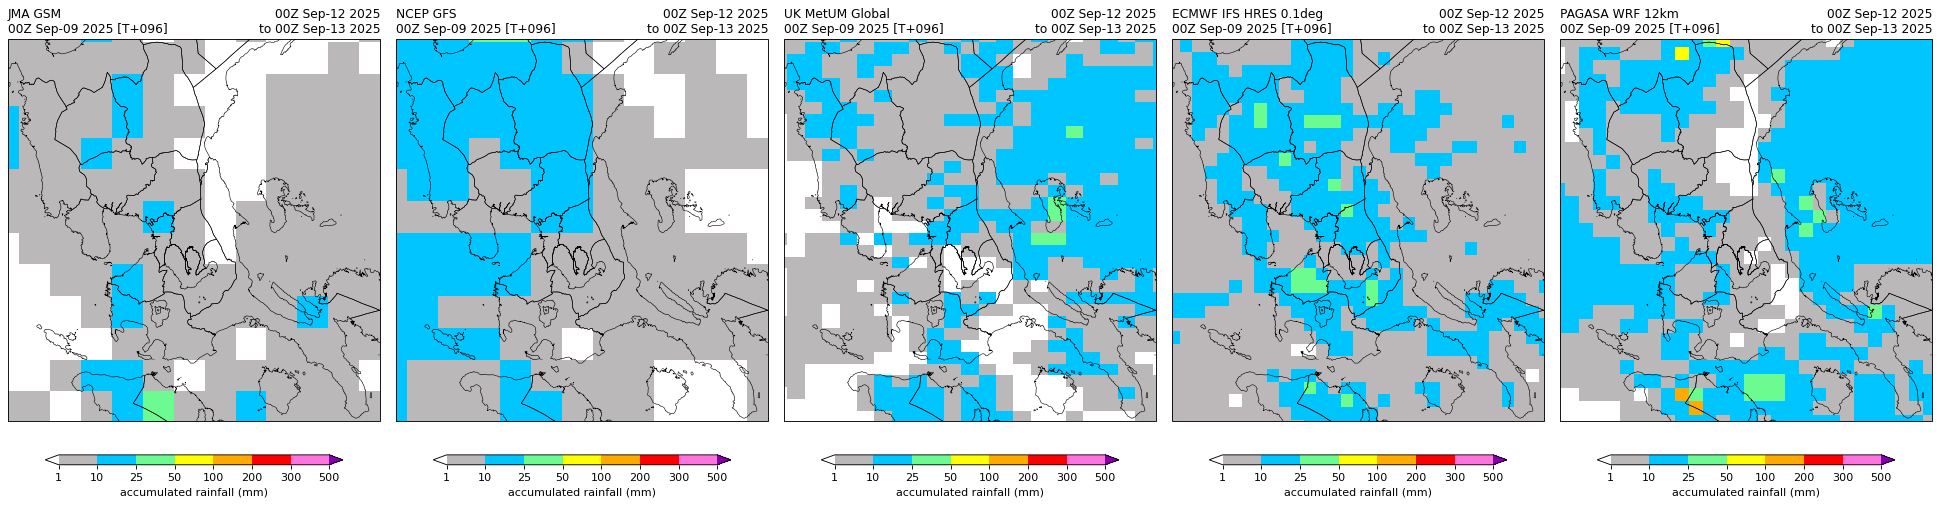 JMA GSM 00Z Sep-12 2025
00Z Sep-09 2025 [T+096] to 00Z Sep-13 2025
1 10 25 50 100 200 300 500
accumulated rainfall (mm)
NCEP GFS 00Z Sep-12 2025
00Z Sep-09 2025 [T+096] to 00Z Sep-13 2025
1 10 25 50 100 200 300 500
accumulated rainfall (mm)
UK MetUM Global 00Z Sep-12 2025
00Z Sep-09 2025 [T+096] to 00Z Sep-13 2025
1 10 25 50 100 200 300 500
accumulated rainfall (mm)
ECMWF IFS HRES 0.1deg 00Z Sep-12 2025
00Z Sep-09 2025 [T+096] to 00Z Sep-13 2025
1 10 25 50 100 200 300 500
accumulated rainfall (mm)
PAGASA WRF 12km 00Z Sep-12 2025
00Z Sep-09 2025 [T+096] to 00Z Sep-13 2025
1 10 25 50 100 200 300 500
accumulated rainfall (mm)